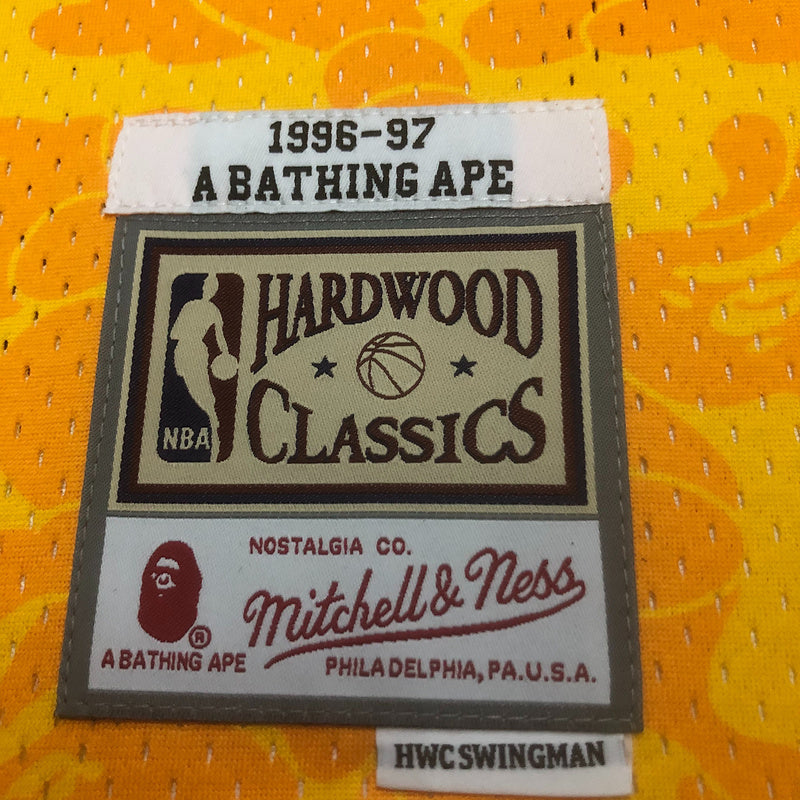 1996-97
A BATHING APE
NBA
HARDWOOD
CLASSICS
NOSTALGIA CO.
Mitchell & Ness
®
A BATHING APE
PHILADELPHIA, PA. U.S.A.
HWC SWINGMAN